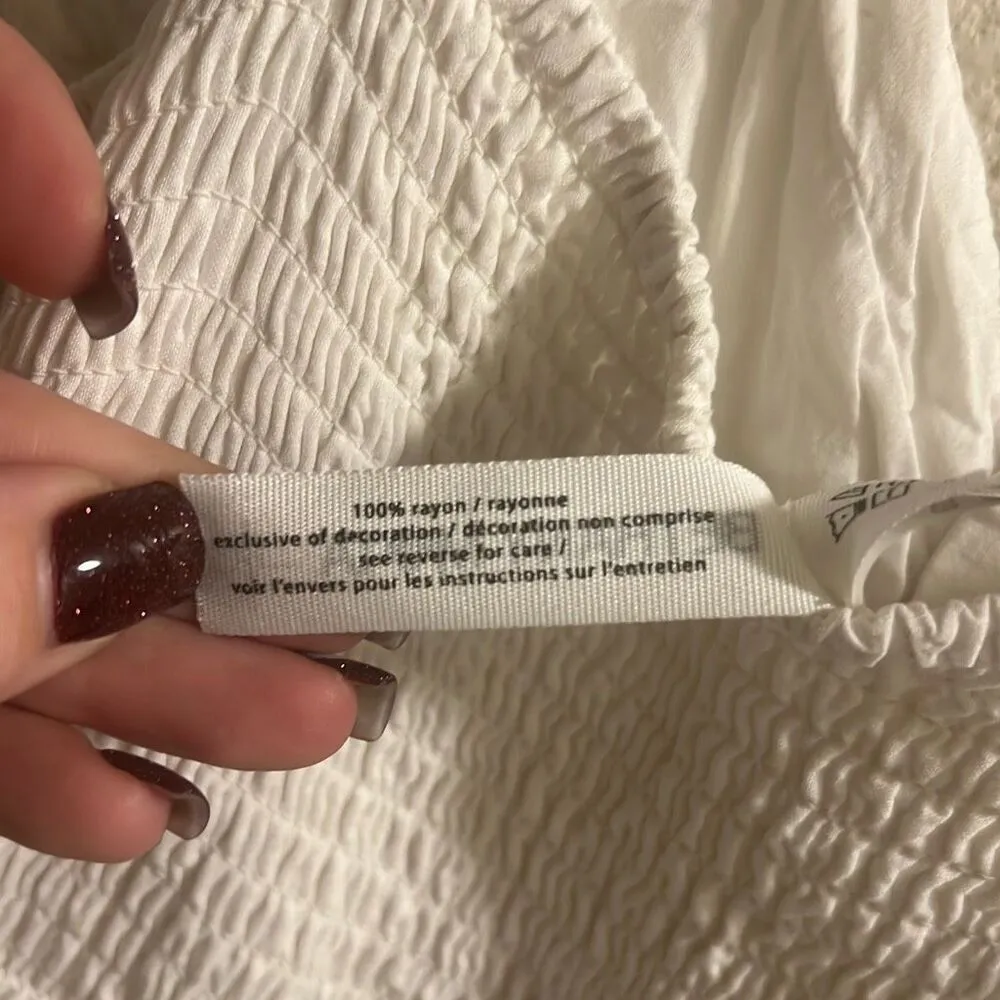 100% rayon / rayonne
exclusive of decoration / décoration non comprise
see reverse for care /
voir l'envers pour les instructions sur l'entretien